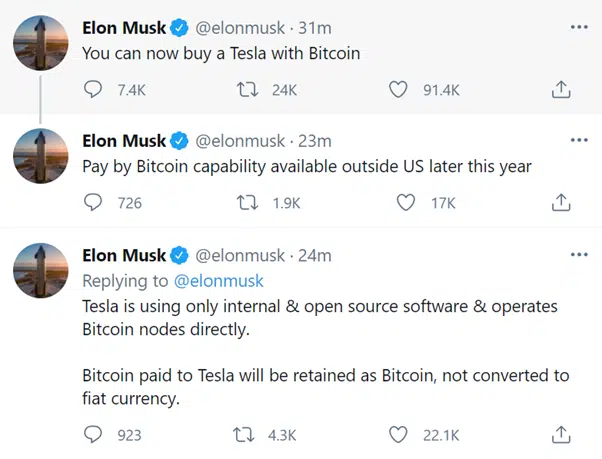 Elon Musk @elonmusk · 31m
You can now buy a Tesla with Bitcoin
7.4K 24K 91.4K
Elon Musk @elonmusk · 23m
Pay by Bitcoin capability available outside US later this year
726 1.9K 17K
Elon Musk @elonmusk · 24m
Replying to @elonmusk
Tesla is using only internal & open source software & operates
Bitcoin nodes directly.
Bitcoin paid to Tesla will be retained as Bitcoin, not converted to
fiat currency.
923 4.3K 22.1K